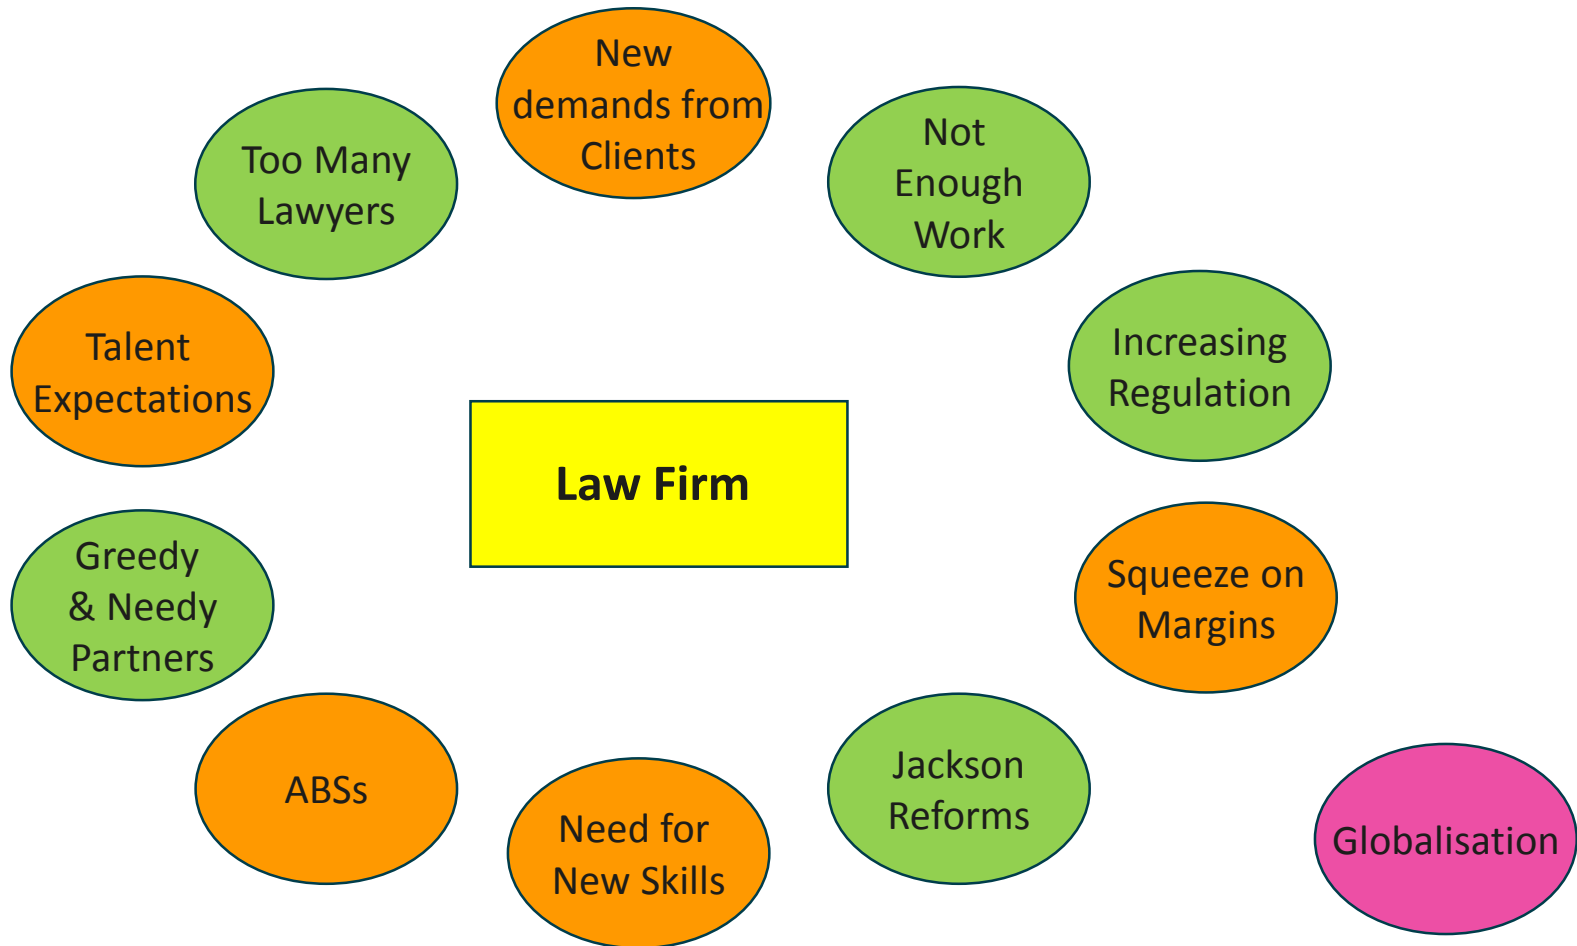 New
demands from
Clients
Too Many
Lawyers
Not
Enough
Work
Talent
Expectations
Increasing
Regulation
Law Firm
Greedy
& Needy
Partners
Squeeze on
Margins
ABSs
Need for
New Skills
Jackson
Reforms
Globalisation